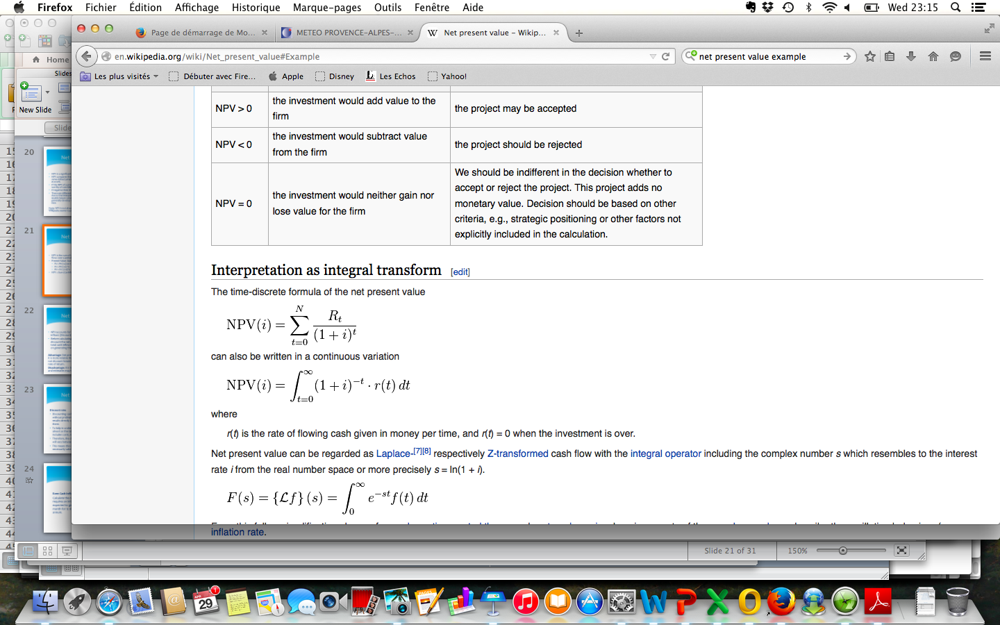 Firefox Fichier Édition Affichage Historique Marque-pages Outils Fenêtre Aide Wed 23:15
Page de démarrage de Mo... METEO PROVENCE-ALPES-... W Net present value – Wikip...
en.wikipedia.org/wiki/Net_present_value#Example net present value example
Les plus visités Débuter avec Fire... Apple Disney L Les Echos Yahoo!
Home
Slides
New Slide
Slide
20
21
22
23
24
NPV > 0
the investment would add value to the
firm
the project may be accepted
NPV < 0
the investment would subtract value
from the firm
the project should be rejected
NPV = 0
the investment would neither gain nor
lose value for the firm
We should be indifferent in the decision whether to
accept or reject the project. This project adds no
monetary value. Decision should be based on other
criteria, e.g., strategic positioning or other factors not
explicitly included in the calculation.
Interpretation as integral transform [edit]
The time-discrete formula of the net present value
NPV(i) = ∑_{t=0}^{N} R_t/(1 + i)^t
can also be written in a continuous variation
NPV(i) = ∫_{t=0}^{∞} (1 + i)^{−t} · r(t) dt
where
r(t) is the rate of flowing cash given in money per time, and r(t) = 0 when the investment is over.
Net present value can be regarded as Laplace-[7][8] respectively Z-transformed cash flow with the integral operator including the complex number s which resembles to the interest
rate i from the real number space or more precisely s = ln(1 + i).
F(s) = {ℒf}(s) = ∫_0^∞ e^{−st} f(t) dt
inflation rate.
Slide 21 of 31 150%
APR
29
1
W P X O